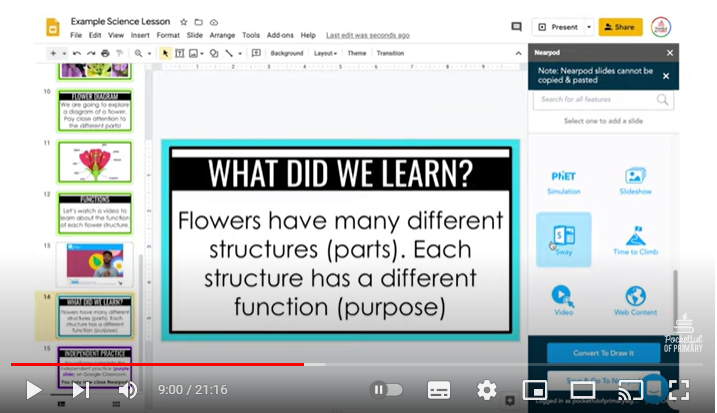 Example Science Lesson
File Edit View Insert Format Slide Arrange Tools Add-ons Help Last edit was seconds ago
Present
Share
Background Layout Theme Transition
Nearpod
Note: Nearpod slides cannot be
copied & pasted
Search for all features
Select one to add a slide
PhET
Simulation
Slideshow
Sway
Time to Climb
Video
Web Content
Convert To Draw It
10
FLOWER DIAGRAM
We are going to explore
a diagram of a flower.
Pay close attention to
the different parts!
11
12
FUNCTIONS
Let's watch a video to
learn about the function
of each flower structure.
13
14
WHAT DID WE LEARN?
Flowers have many different
structures (parts). Each
structure has a different
function (purpose)
15
INDEPENDENT PRACTICE
WHAT DID WE LEARN?
Flowers have many different
structures (parts). Each
structure has a different
function (purpose)
Pocketful
OF PRIMARY
9:00 / 21:16